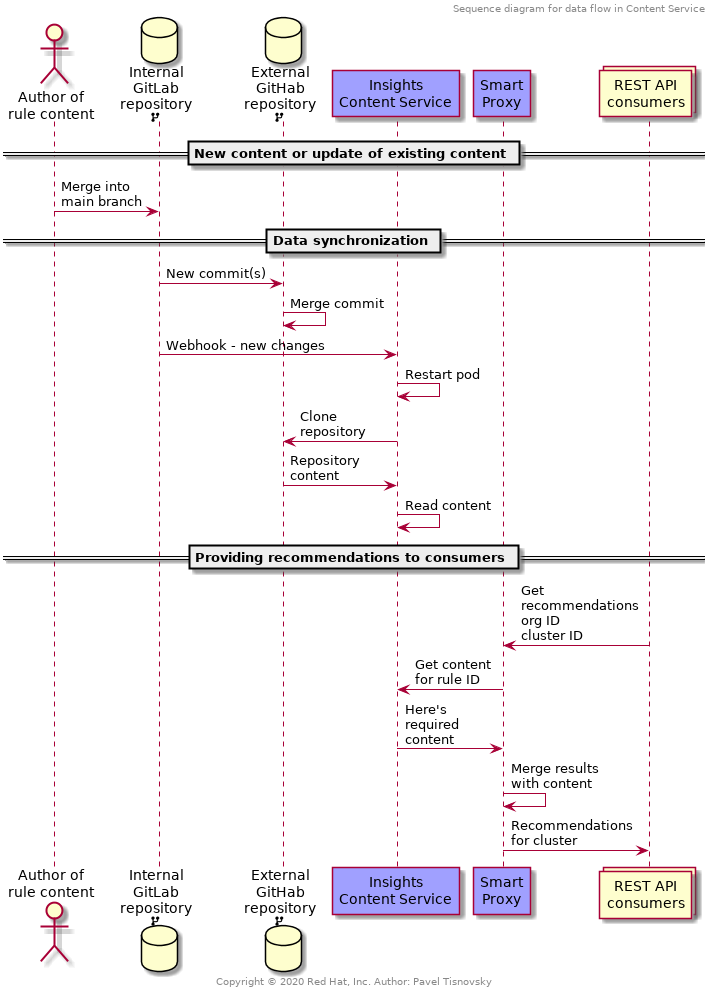 Sequence diagram for data flow in Content Service
Author of
rule content
Internal
GitLab
repository
External
GitHab
repository
Insights
Content Service
Smart
Proxy
REST API
consumers
New content or update of existing content
Merge into
main branch
Data synchronization
New commit(s)
Merge commit
Webhook - new changes
Restart pod
Clone
repository
Repository
content
Read content
Providing recommendations to consumers
Get
recommendations
org ID
cluster ID
Get content
for rule ID
Here's
required
content
Merge results
with content
Recommendations
for cluster
Author of
rule content
Internal
GitLab
repository
External
GitHab
repository
Insights
Content Service
Smart
Proxy
REST API
consumers
Copyright © 2020 Red Hat, Inc. Author: Pavel Tisnovsky